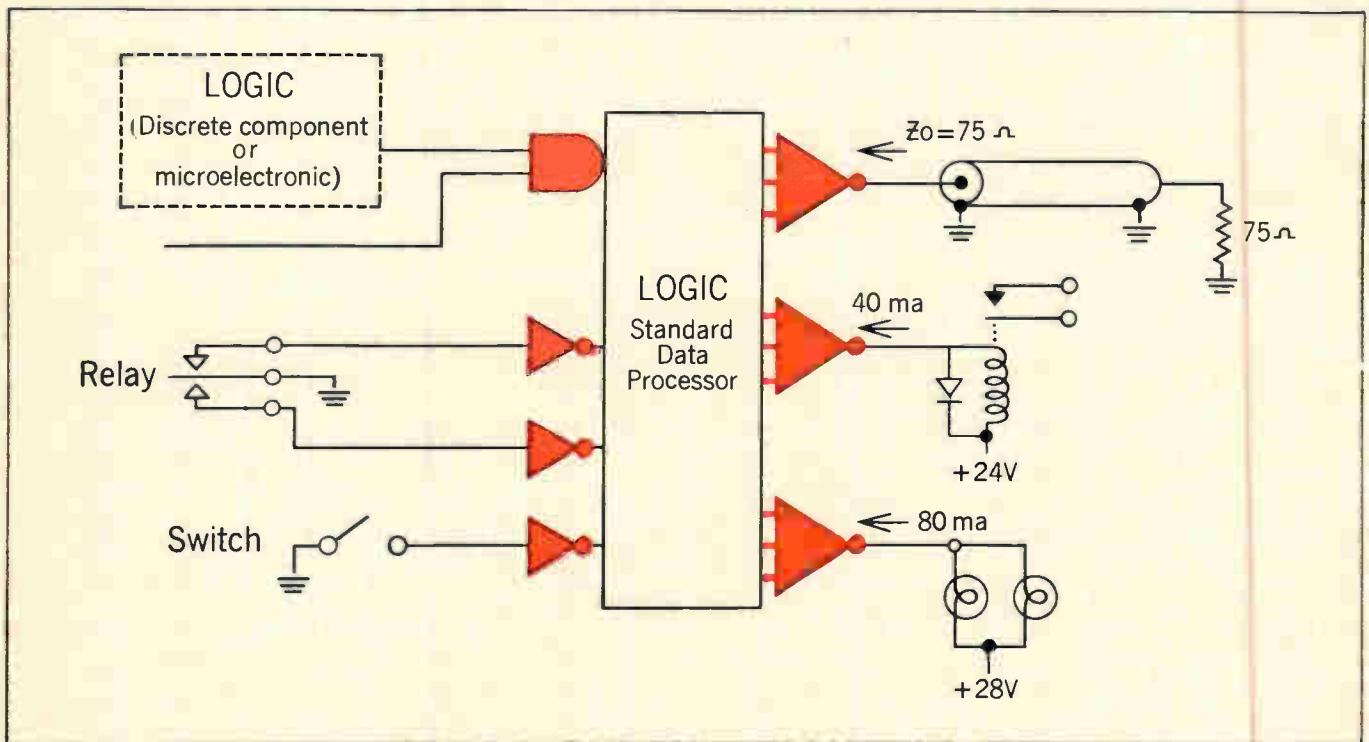 LOGIC
(Discrete component
or
microelectronic)
Relay
Switch
LOGIC
Standard
Data
Processor
Zo=75 Ω
75Ω
40 ma
+24V
80 ma
+28V